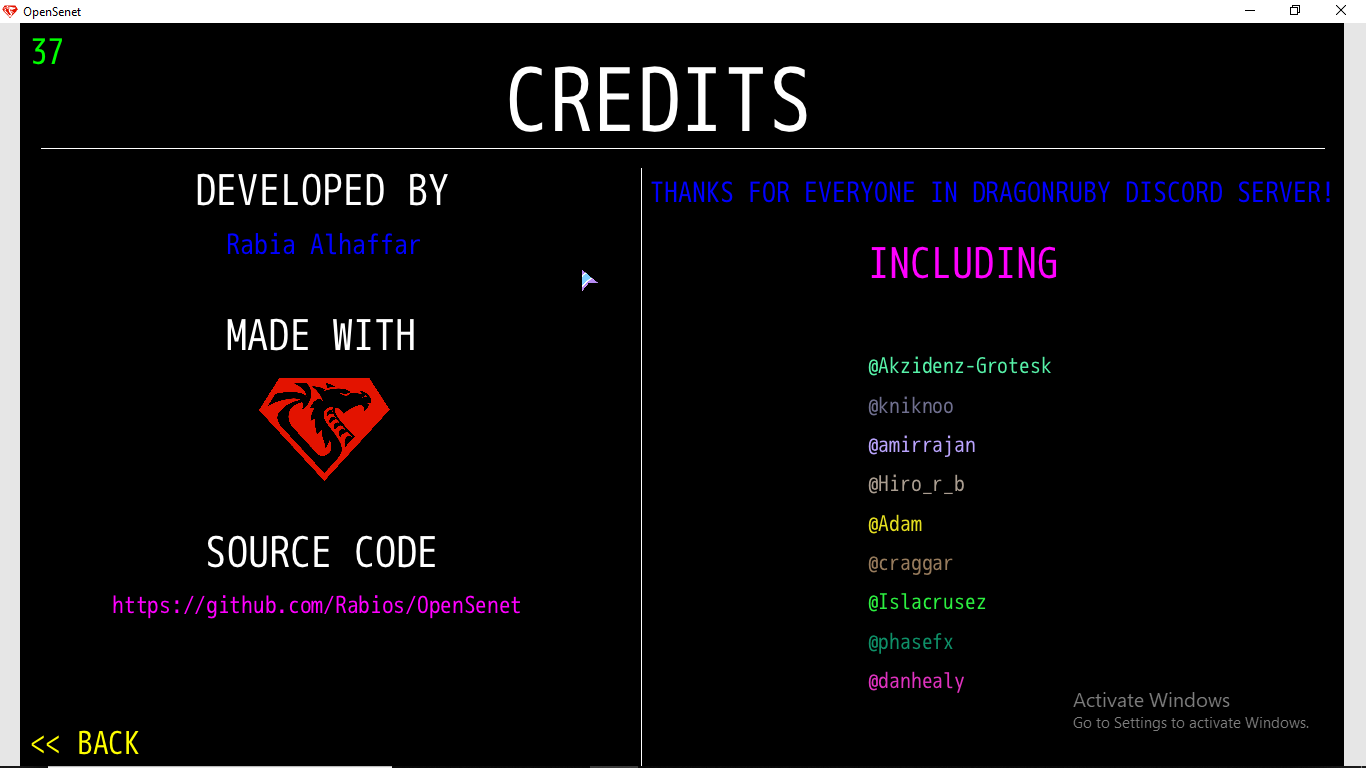 OpenSenet
37
CREDITS
DEVELOPED BY
Rabia Alhaffar
MADE WITH
SOURCE CODE
https://github.com/Rabios/OpenSenet
<< BACK
THANKS FOR EVERYONE IN DRAGONRUBY DISCORD SERVER!
INCLUDING
@Akzidenz-Grotesk
@kniknoo
@amirrajan
@Hiro_r_b
@Adam
@craggar
@Islacrusez
@phasefx
@danhealy
Activate Windows
Go to Settings to activate Windows.